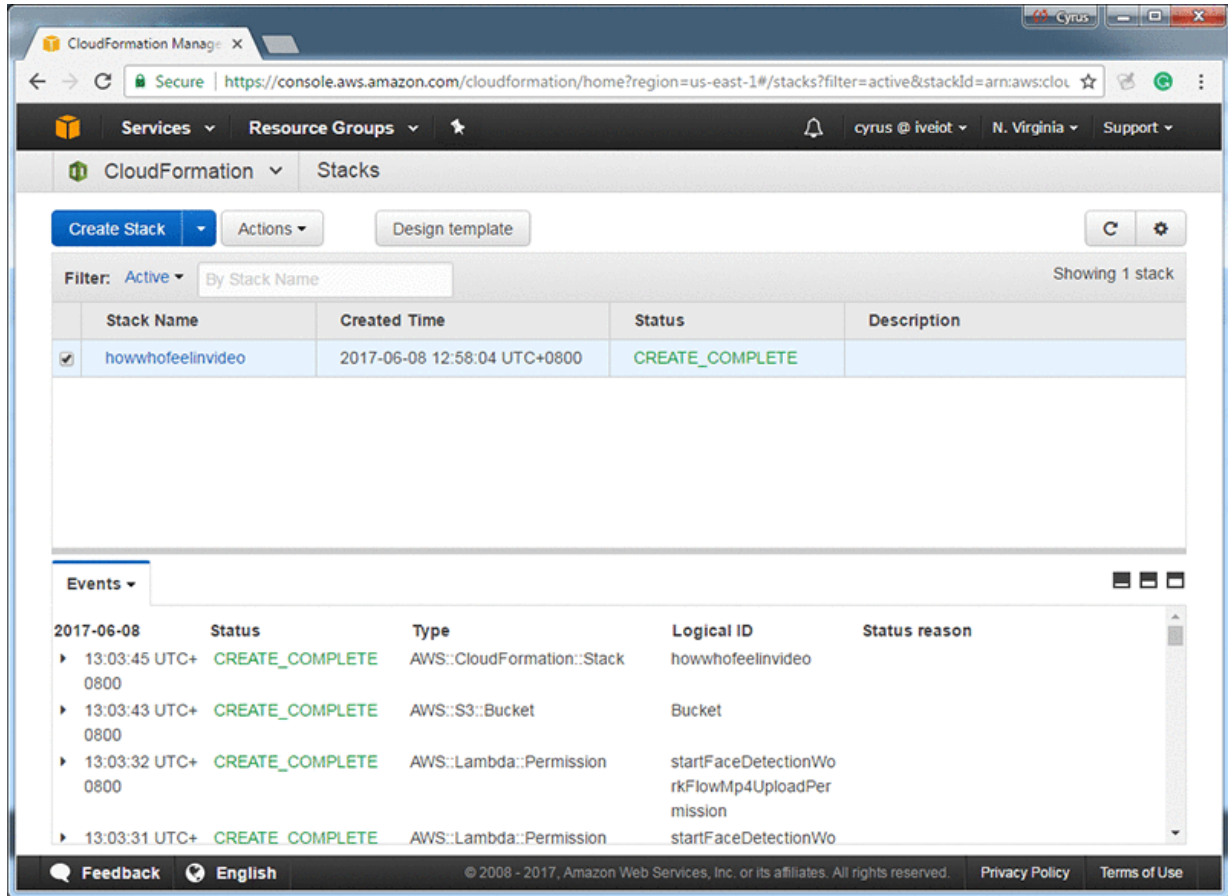 Cyrus
CloudFormation Manage
Secure | https://console.aws.amazon.com/cloudformation/home?region=us-east-1#/stacks?filter=active&stackId=arn:aws:clou
Services Resource Groups cyrus @ iveiot N. Virginia Support
CloudFormation Stacks
Create Stack Actions Design template
Filter: Active By Stack Name Showing 1 stack
Stack Name Created Time Status Description
howwhofeelinvideo 2017-06-08 12:58:04 UTC+0800 CREATE_COMPLETE
Events
2017-06-08 Status Type Logical ID Status reason
13:03:45 UTC+ CREATE_COMPLETE AWS::CloudFormation::Stack howwhofeelinvideo
0800
13:03:43 UTC+ CREATE_COMPLETE AWS::S3::Bucket Bucket
0800
13:03:32 UTC+ CREATE_COMPLETE AWS::Lambda::Permission startFaceDetectionWo
0800 rkFlowMp4UploadPer
mission
13:03:31 UTC+ CREATE_COMPLETE AWS::Lambda::Permission startFaceDetectionWo
Feedback English © 2008 - 2017, Amazon Web Services, Inc. or its affiliates. All rights reserved. Privacy Policy Terms of Use